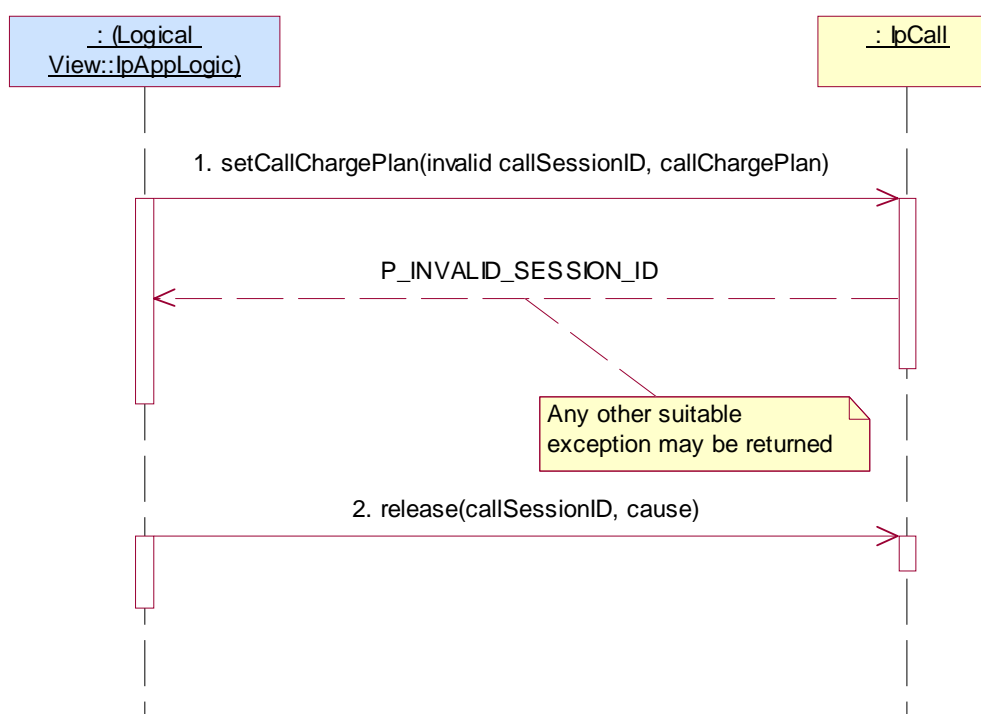 : (Logical
View::IpAppLogic)
: IpCall
1. setCallChargePlan(invalid callSessionID, callChargePlan)
P_INVALID_SESSION_ID
Any other suitable
exception may be returned
2. release(callSessionID, cause)